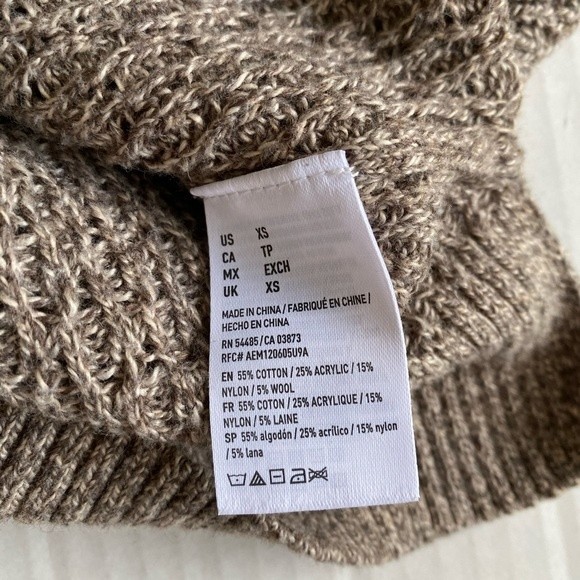 US XS
CA TP
MX EXCH
UK XS
MADE IN CHINA / FABRIQUÉ EN CHINE /
HECHO EN CHINA
RN 54485 / CA 03873
RFC# AEM120605U9A
EN 55% COTTON / 25% ACRYLIC / 15%
NYLON / 5% WOOL
FR 55% COTON / 25% ACRYLIQUE / 15%
NYLON / 5% LAINE
SP 55% algodón / 25% acrílico / 15% nylon
/ 5% lana